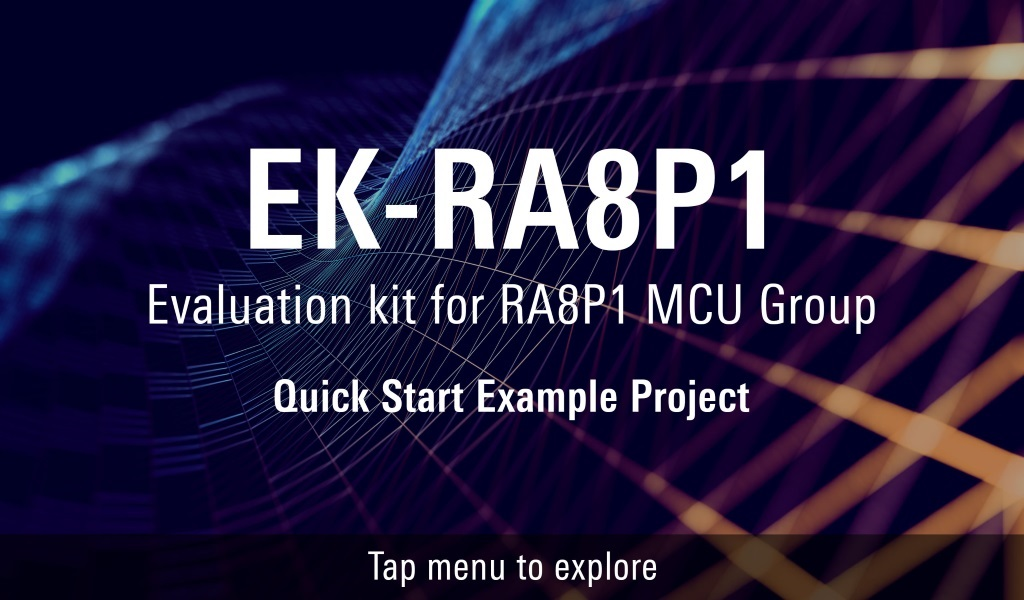 EK-RA8P1
Evaluation kit for RA8P1 MCU Group
Quick Start Example Project
Tap menu to explore